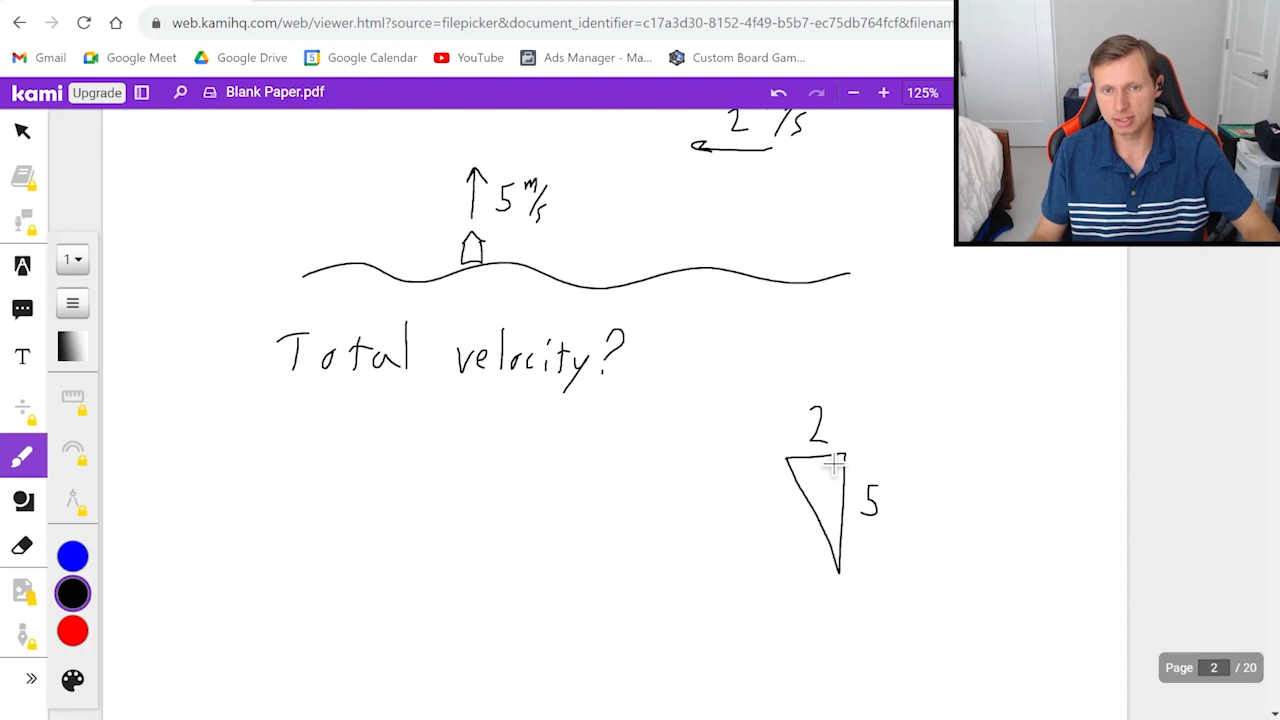 web.kamihq.com/web/viewer.html?source=filepicker&document_identifier=c17a3d30-8152-4f49-b5b7-ec75db764fcf&filenam
Gmail Google Meet Google Drive Google Calendar YouTube Ads Manager - Ma... Custom Board Gam...
kami Upgrade Blank Paper.pdf 125%
2 /s
5 m/s
1
Total velocity?
2
5
Page 2 / 20